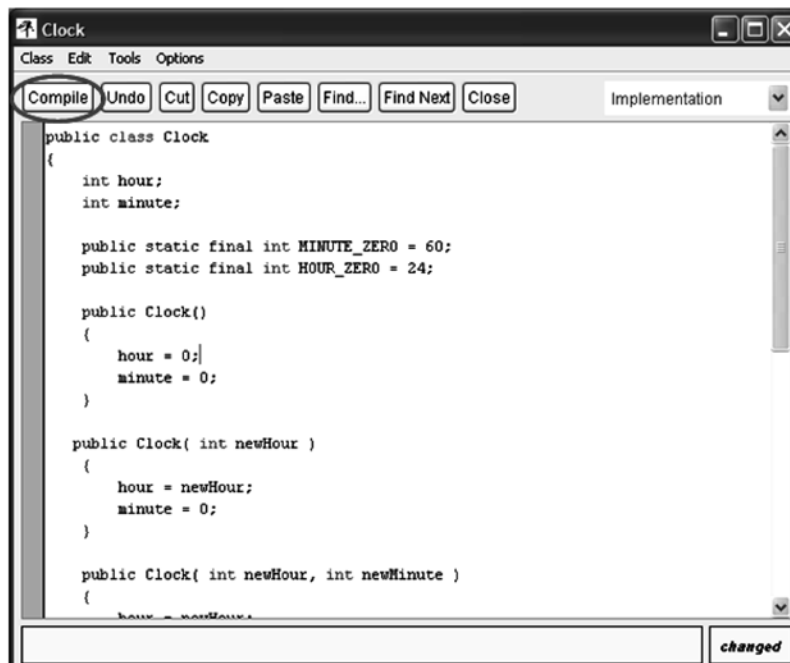 Clock
Class Edit Tools Options
Compile Undo Cut Copy Paste Find... Find Next Close Implementation
public class Clock
{
int hour;
int minute;
public static final int MINUTE_ZERO = 60;
public static final int HOUR_ZERO = 24;
public Clock()
{
hour = 0;
minute = 0;
}
public Clock( int newHour )
{
hour = newHour;
minute = 0;
}
public Clock( int newHour, int newMinute )
{
hour = newHour;
changed